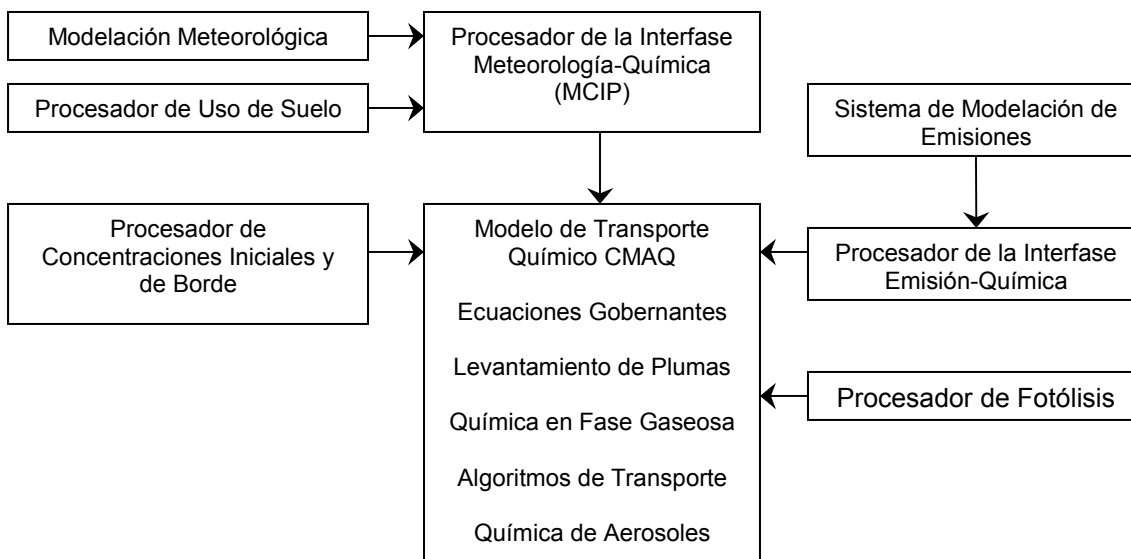 Modelación Meteorológica
Procesador de Uso de Suelo
Procesador de la Interfase
Meteorología-Química
(MCIP)
Sistema de Modelación de
Emisiones
Procesador de
Concentraciones Iniciales y
de Borde
Modelo de Transporte
Químico CMAQ
Ecuaciones Gobernantes
Levantamiento de Plumas
Química en Fase Gaseosa
Algoritmos de Transporte
Química de Aerosoles
Procesador de la Interfase
Emisión-Química
Procesador de Fotólisis